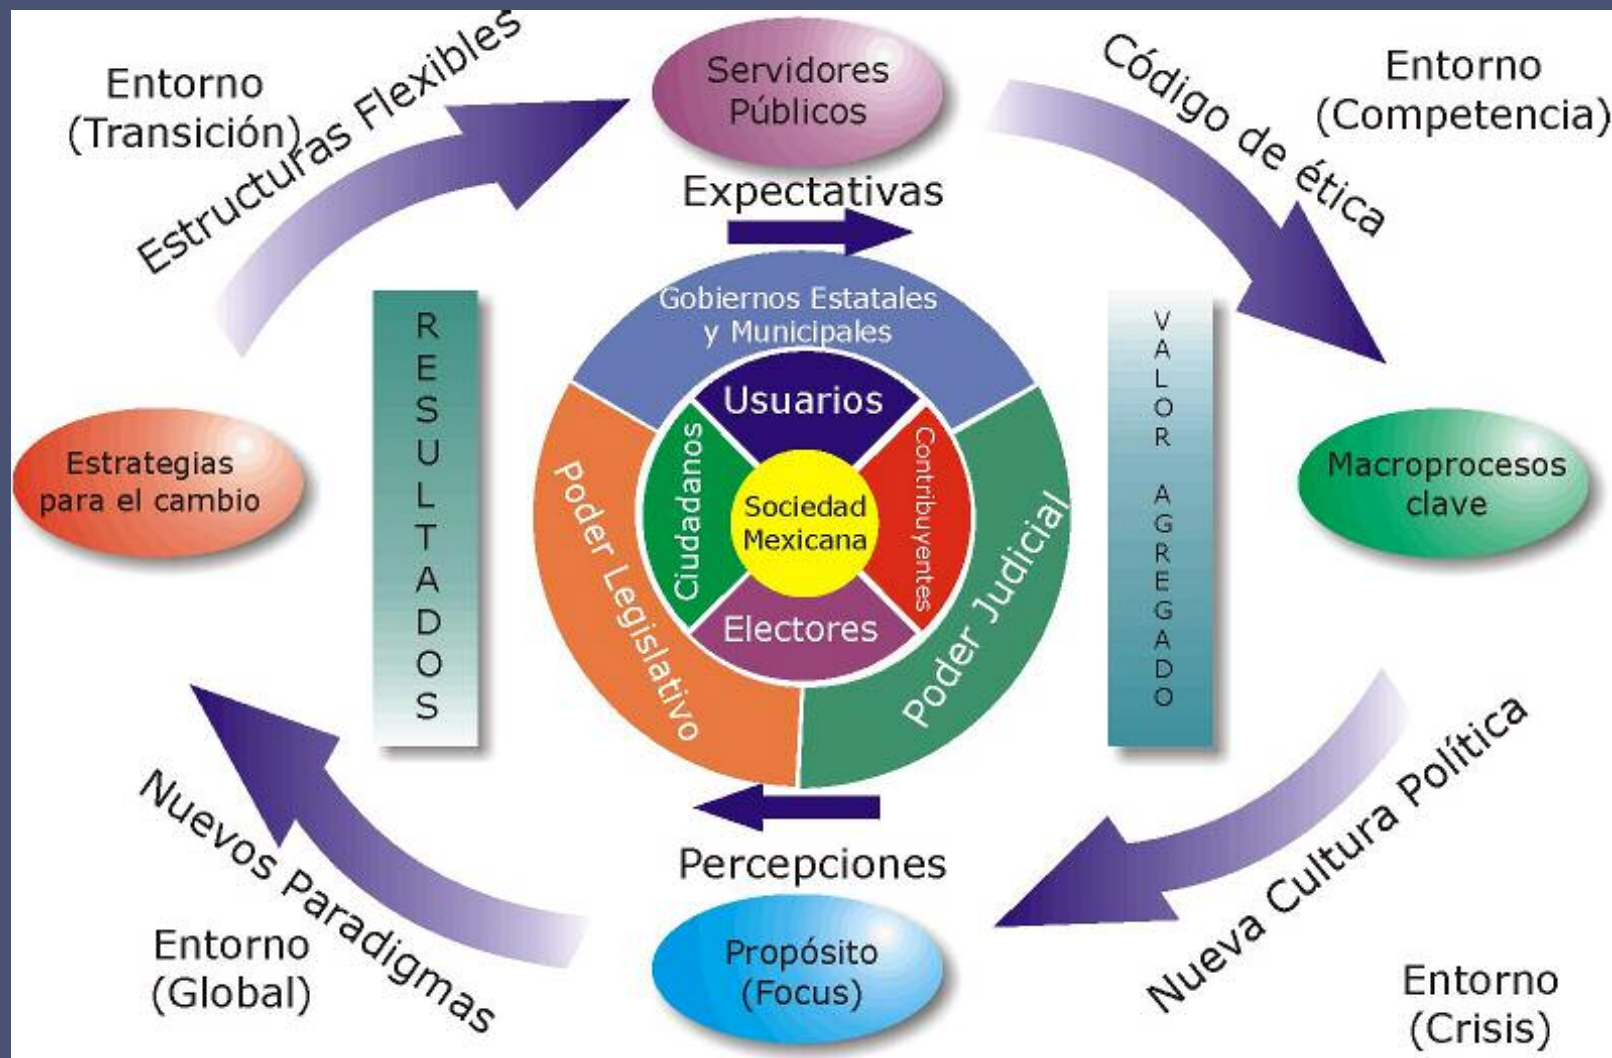 Entorno
(Transición)
Estructuras Flexibles
Servidores
Públicos
Código de ética
Entorno
(Competencia)
Expectativas
RESULTADOS
Gobiernos Estatales
y Municipales
Usuarios
Ciudadanos
Contribuyentes
Sociedad
Mexicana
Electores
Poder Legislativo
Poder Judicial
VALOR AGREGADO
Estrategias
para el cambio
Macroprocesos
clave
Nuevos Paradigmas
Percepciones
Nueva Cultura Política
Entorno
(Global)
Propósito
(Focus)
Entorno
(Crisis)